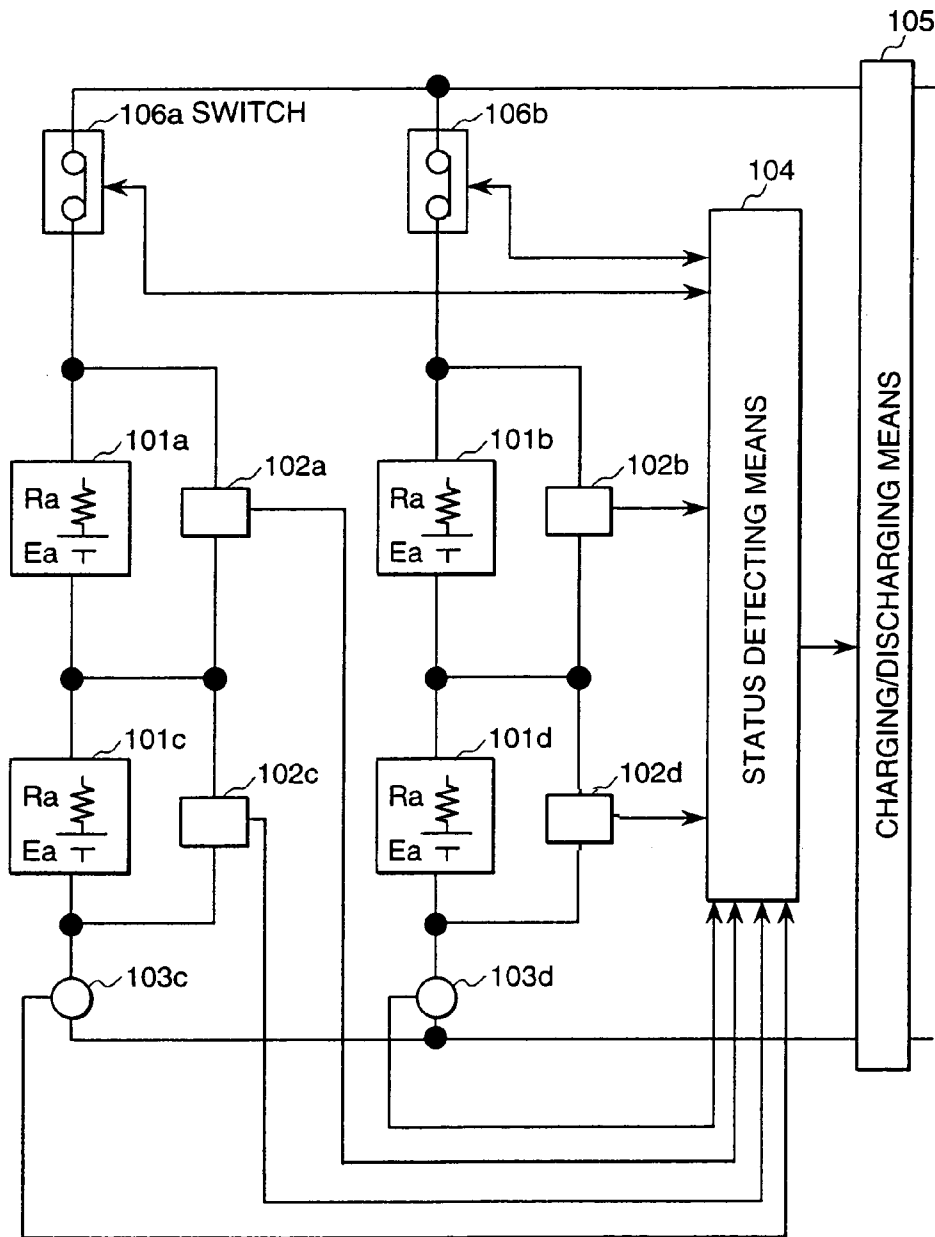 105
106a SWITCH
106b
104
101a
102a
101b
102b
Ra
Ea
Ra
Ea
STATUS DETECTING MEANS
CHARGING/DISCHARGING MEANS
101c
102c
101d
102d
Ra
Ea
Ra
Ea
103c
103d